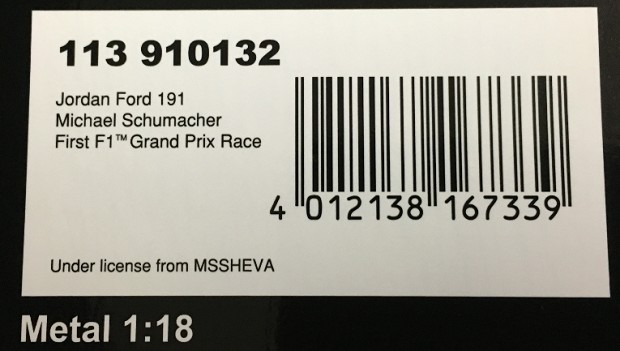 113 910132
Jordan Ford 191
Michael Schumacher
First F1™ Grand Prix Race
4 012138 167339
Under license from MSSHEVA
Metal 1:18